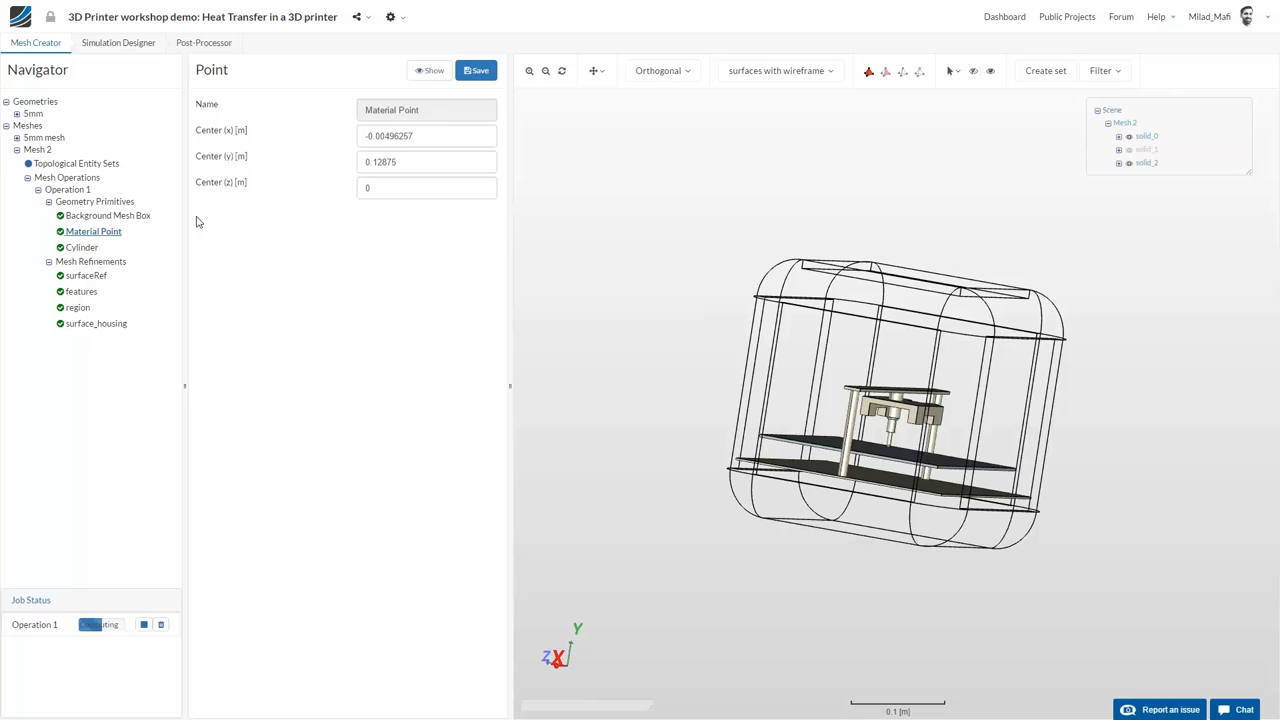 3D Printer workshop demo: Heat Transfer in a 3D printer
Dashboard Public Projects Forum Help Milad_Mafi
Mesh Creator Simulation Designer Post-Processor
Navigator
Geometries
5mm
Meshes
5mm mesh
Mesh 2
Topological Entity Sets
Mesh Operations
Operation 1
Geometry Primitives
Background Mesh Box
Material Point
Cylinder
Mesh Refinements
surfaceRef
features
region
surface_housing
Job Status
Operation 1 Computing
Point
Show Save
Name Material Point
Center (x) [m] -0.00496257
Center (y) [m] 0.12875
Center (z) [m] 0
Orthogonal surfaces with wireframe Create set Filter
Scene
Mesh 2
solid_0
solid_1
solid_2
Y
Z X
0.1 [m]
Report an issue Chat